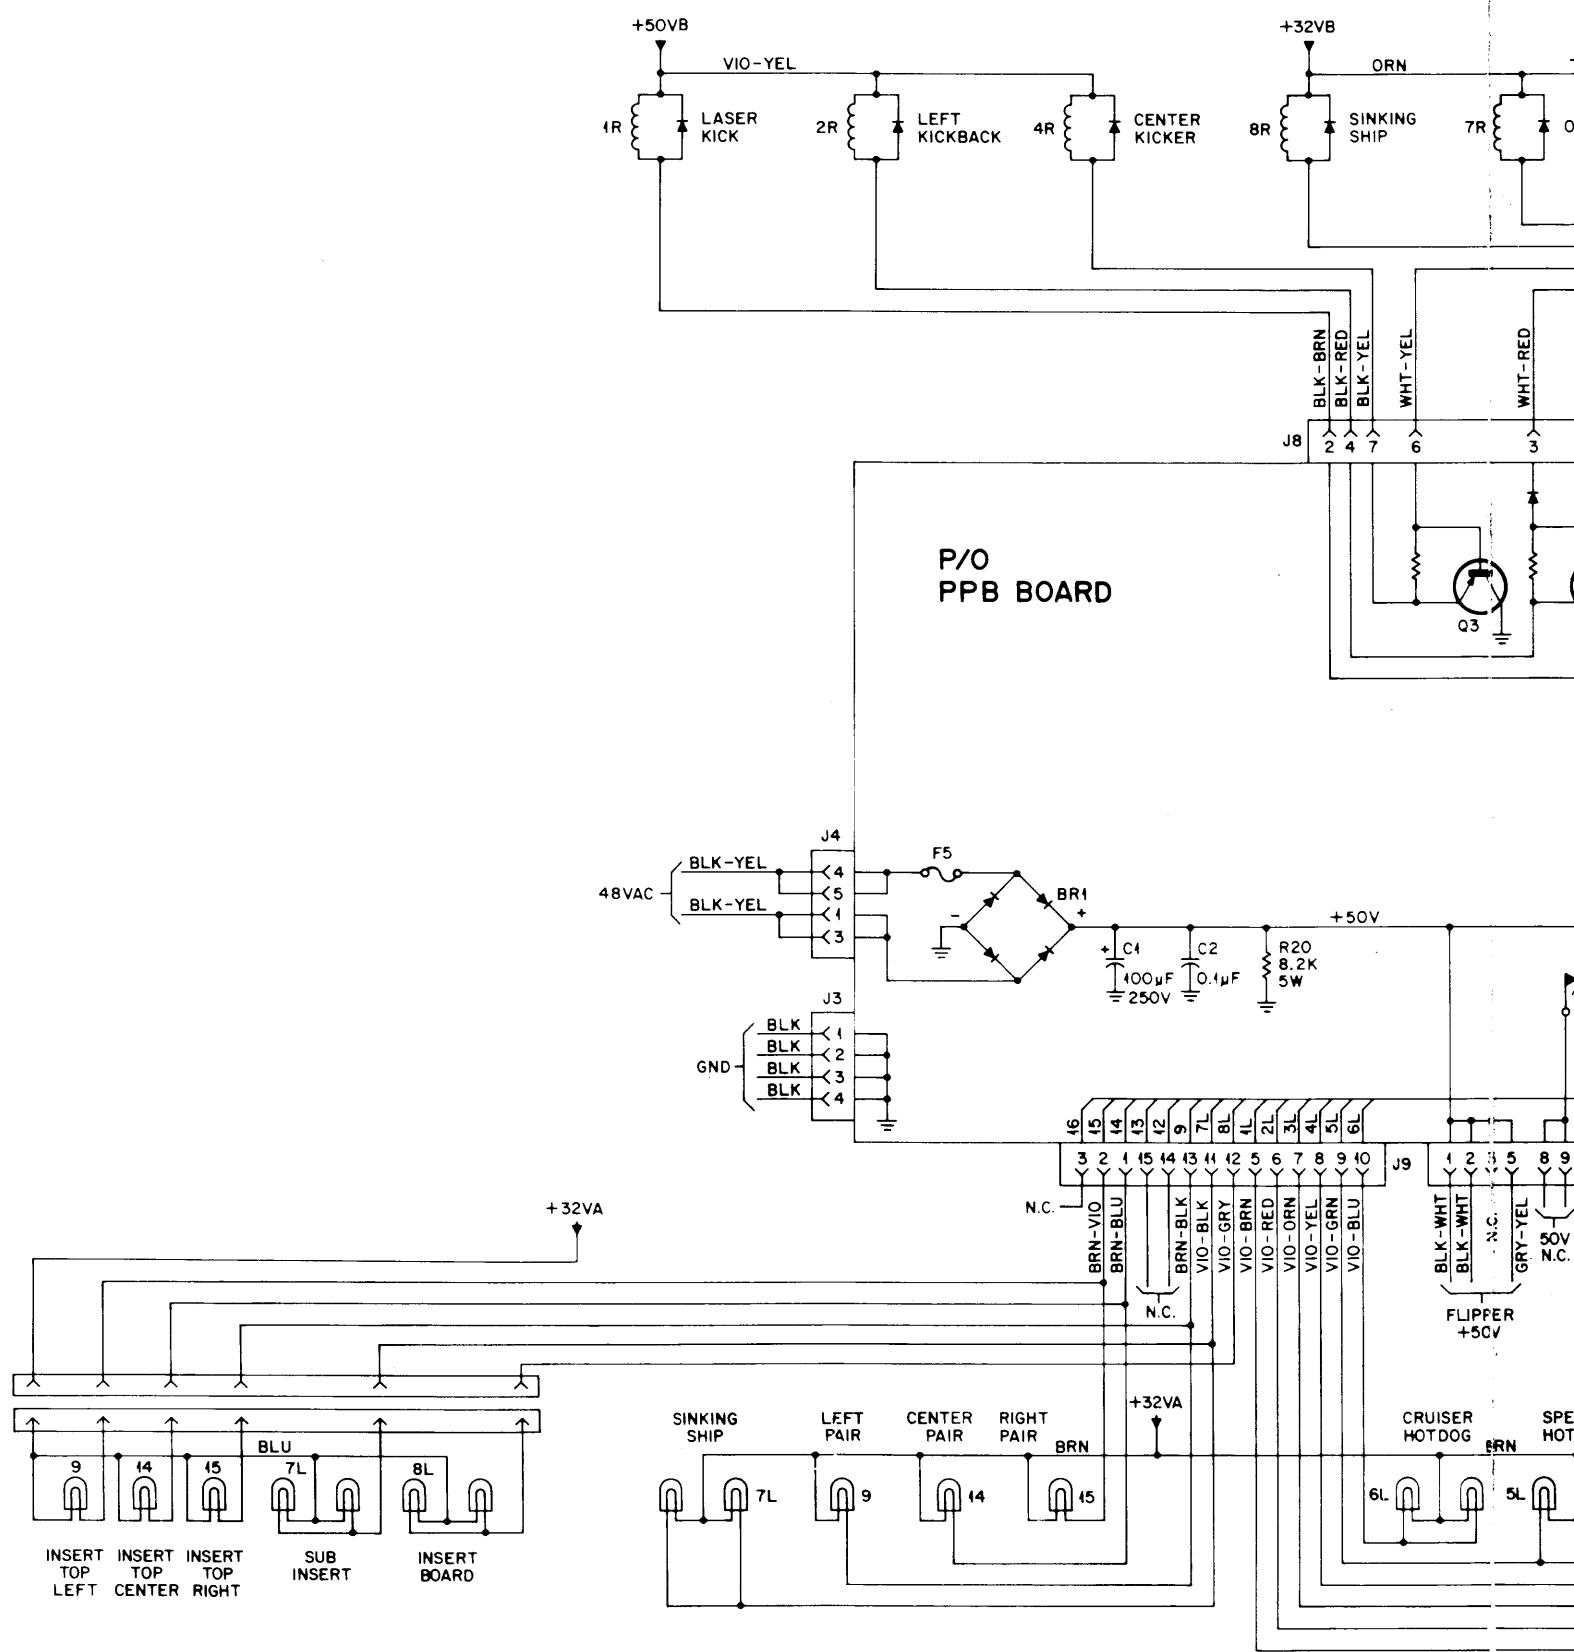 +50VB
+32VB
VIO-YEL
ORN
1R
LASER
KICK
2R
LEFT
KICKBACK
4R
CENTER
KICKER
8R
SINKING
SHIP
7R
BLK-BRN
BLK-RED
BLK-YEL
WHT-YEL
WHT-RED
J8
2 4 7 6 3
P/O
PPB BOARD
Q3
J4
48VAC
BLK-YEL
BLK-YEL
4
5
1
3
F5
BR1
-
+
+50V
+ C1
100µF
250V
C2
0.1µF
R20
8.2K
5W
J3
GND
BLK 1
BLK 2
BLK 3
BLK 4
16 15 14 13 12 9 7L 8L 1L 2L 3L 4L 5L 6L
3 2 1 15 14 13 11 12 5 6 7 8 9 10
J9
1 2 5 8 9
N.C.
BRN-VIO
BRN-BLU
N.C.
BRN-BLK
VIO-BLK
VIO-GRY
VIO-BRN
VIO-RED
VIO-ORN
VIO-YEL
VIO-GRN
VIO-BLU
BLK-WHT
BLK-WHT
N.C.
GRY-YEL
50V
N.C.
FLIPPER
+50V
+32VA
BLU
9
14
15
7L
8L
INSERT
TOP
LEFT
INSERT
TOP
CENTER
INSERT
TOP
RIGHT
SUB
INSERT
INSERT
BOARD
+32VA
SINKING
SHIP
LEFT
PAIR
CENTER
PAIR
RIGHT
PAIR
BRN
CRUISER
HOTDOG
BRN
SPE
HOT
7L
9
14
15
6L
5L